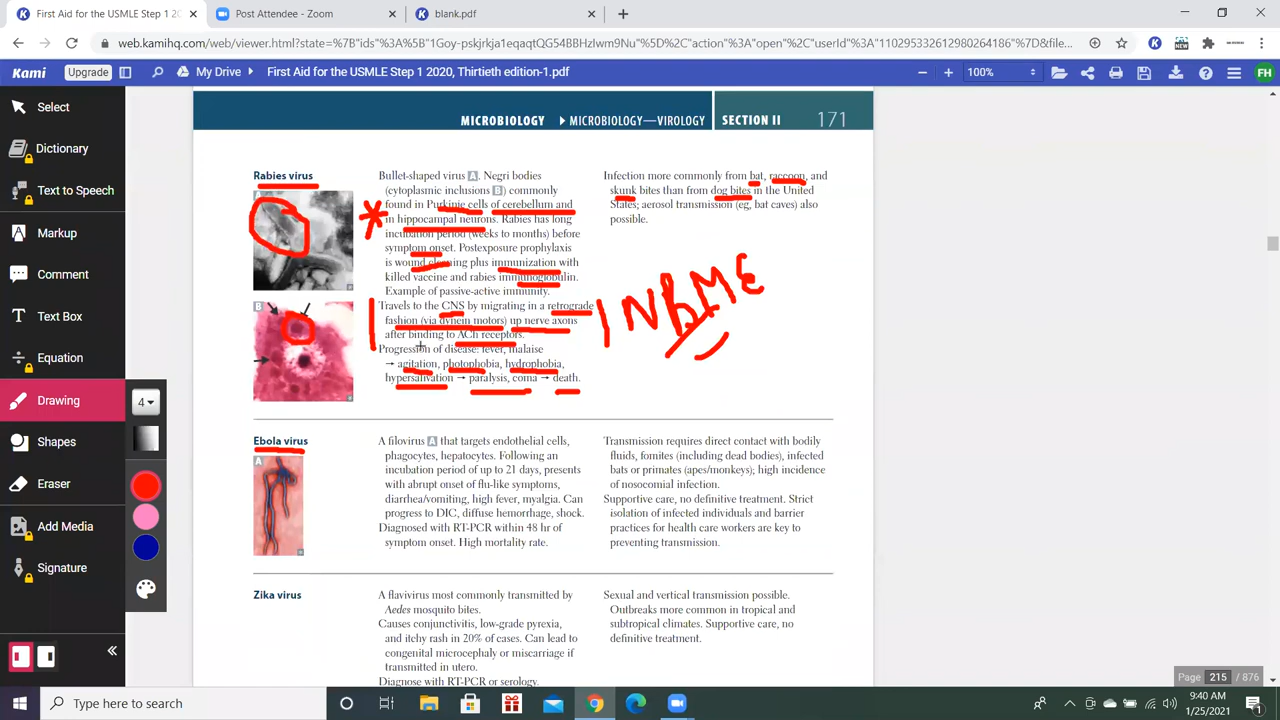 First Aid for the USMLE Step 1 20
Post Attendee - Zoom
blank.pdf
web.kamihq.com/web/viewer.html?state=%7B"ids"%3A%5B"1Goy-pskjrkja1eqaqtQG54BBHzIwm9Nu"%5D%2C"action"%3A"open"%2C"userId"%3A"110295332612980264186"%7D&file...
Kami
Upgrade
My Drive
First Aid for the USMLE Step 1 2020, Thirtieth edition-1.pdf
100%
FH
Select
Dictionary
Text to Speech
Markup
Comment
Text Box
Equation
Drawing
4
Shapes
Eraser
Add Media
Signature
MICROBIOLOGY
MICROBIOLOGY—VIROLOGY
SECTION II
171
Rabies virus
A
B
Bullet-shaped virus A. Negri bodies
(cytoplasmic inclusions B) commonly
found in Purkinje cells of cerebellum and
in hippocampal neurons. Rabies has long
incubation period (weeks to months) before
symptom onset. Postexposure prophylaxis
is wound cleaning plus immunization with
killed vaccine and rabies immunoglobulin.
Example of passive-active immunity.
Travels to the CNS by migrating in a retrograde
fashion (via dynein motors) up nerve axons
after binding to ACh receptors.
Progression of disease: fever, malaise
→ agitation, photophobia, hydrophobia,
hypersalivation → paralysis, coma → death.
Infection more commonly from bat, raccoon, and
skunk bites than from dog bites in the United
States; aerosol transmission (eg, bat caves) also
possible.
NBME
Ebola virus
A
A filovirus A that targets endothelial cells,
phagocytes, hepatocytes. Following an
incubation period of up to 21 days, presents
with abrupt onset of flu-like symptoms,
diarrhea/vomiting, high fever, myalgia. Can
progress to DIC, diffuse hemorrhage, shock.
Diagnosed with RT-PCR within 48 hr of
symptom onset. High mortality rate.
Transmission requires direct contact with bodily
fluids, fomites (including dead bodies), infected
bats or primates (apes/monkeys); high incidence
of nosocomial infection.
Supportive care, no definitive treatment. Strict
isolation of infected individuals and barrier
practices for health care workers are key to
preventing transmission.
Zika virus
A flavivirus most commonly transmitted by
Aedes mosquito bites.
Causes conjunctivitis, low-grade pyrexia,
and itchy rash in 20% of cases. Can lead to
congenital microcephaly or miscarriage if
transmitted in utero.
Diagnose with RT-PCR or serology.
Sexual and vertical transmission possible.
Outbreaks more common in tropical and
subtropical climates. Supportive care, no
definitive treatment.
Page 215 / 876
Type here to search
9:40 AM
1/25/2021